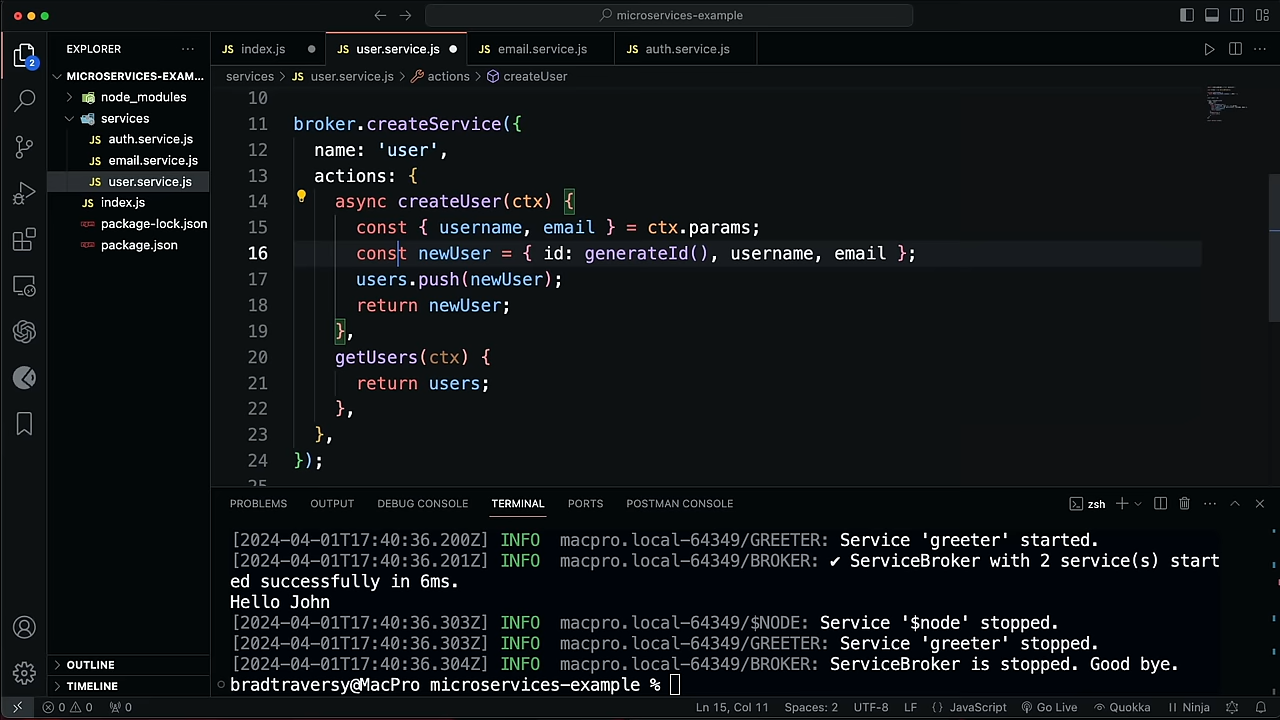 microservices-example
EXPLORER
index.js
user.service.js
email.service.js
auth.service.js
MICROSERVICES-EXAM...
services
user.service.js
actions
createUser
node_modules
services
auth.service.js
email.service.js
user.service.js
index.js
package-lock.json
package.json
2
10
11 broker.createService({
12 name: 'user',
13 actions: {
14 async createUser(ctx) {
15 const { username, email } = ctx.params;
16 const newUser = { id: generateId(), username, email };
17 users.push(newUser);
18 return newUser;
19 },
20 getUsers(ctx) {
21 return users;
22 },
23 },
24 });
25
PROBLEMS OUTPUT DEBUG CONSOLE TERMINAL PORTS POSTMAN CONSOLE zsh
[2024-04-01T17:40:36.200Z] INFO macpro.local-64349/GREETER: Service 'greeter' started.
[2024-04-01T17:40:36.201Z] INFO macpro.local-64349/BROKER: ✔ ServiceBroker with 2 service(s) start
ed successfully in 6ms.
Hello John
[2024-04-01T17:40:36.303Z] INFO macpro.local-64349/$NODE: Service '$node' stopped.
[2024-04-01T17:40:36.303Z] INFO macpro.local-64349/GREETER: Service 'greeter' stopped.
[2024-04-01T17:40:36.304Z] INFO macpro.local-64349/BROKER: ServiceBroker is stopped. Good bye.
bradtraversy@MacPro microservices-example %
OUTLINE
TIMELINE
0 0 0 Ln 15, Col 11 Spaces: 2 UTF-8 LF {} JavaScript Go Live Quokka Ninja